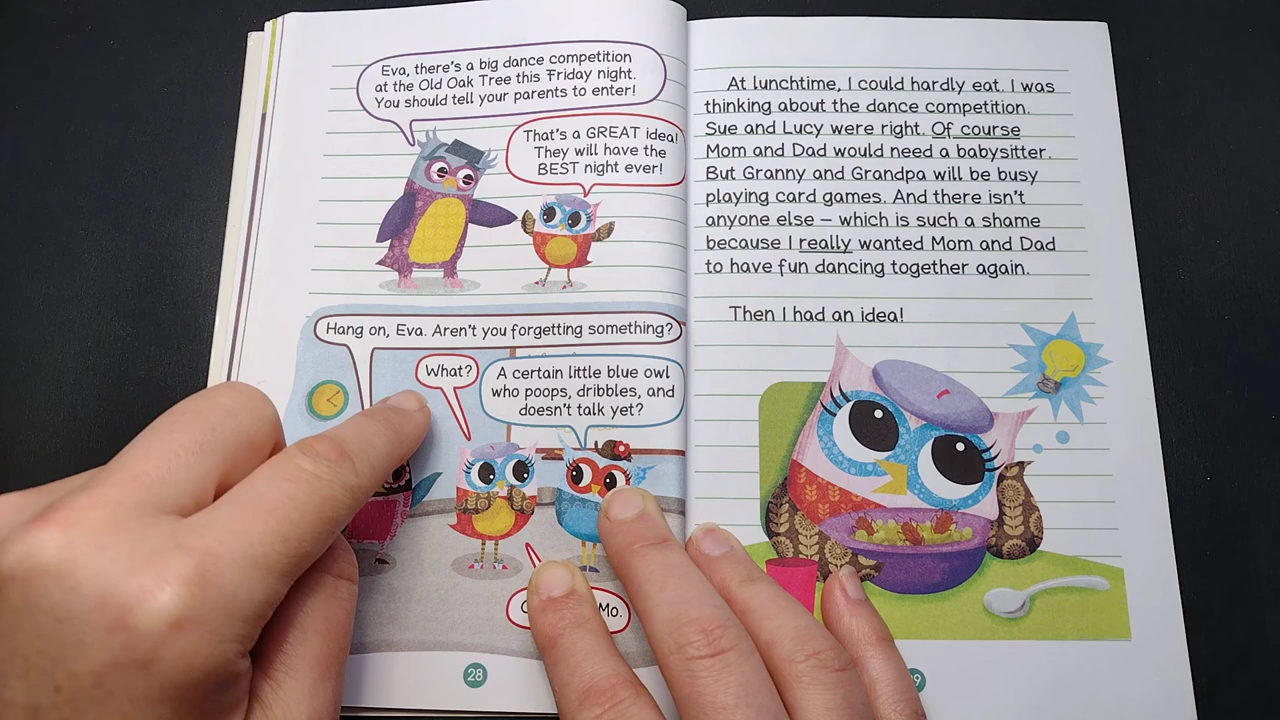 Eva, there's a big dance competition
at the Old Oak Tree this Friday night.
You should tell your parents to enter!
That's a GREAT idea!
They will have the
BEST night ever!
Hang on, Eva. Aren't you forgetting something?
What?
A certain little blue owl
who poops, dribbles, and
doesn't talk yet?
Mo.
28
At lunchtime, I could hardly eat. I was
thinking about the dance competition.
Sue and Lucy were right. Of course
Mom and Dad would need a babysitter.
But Granny and Grandpa will be busy
playing card games. And there isn't
anyone else – which is such a shame
because I really wanted Mom and Dad
to have fun dancing together again.
Then I had an idea!